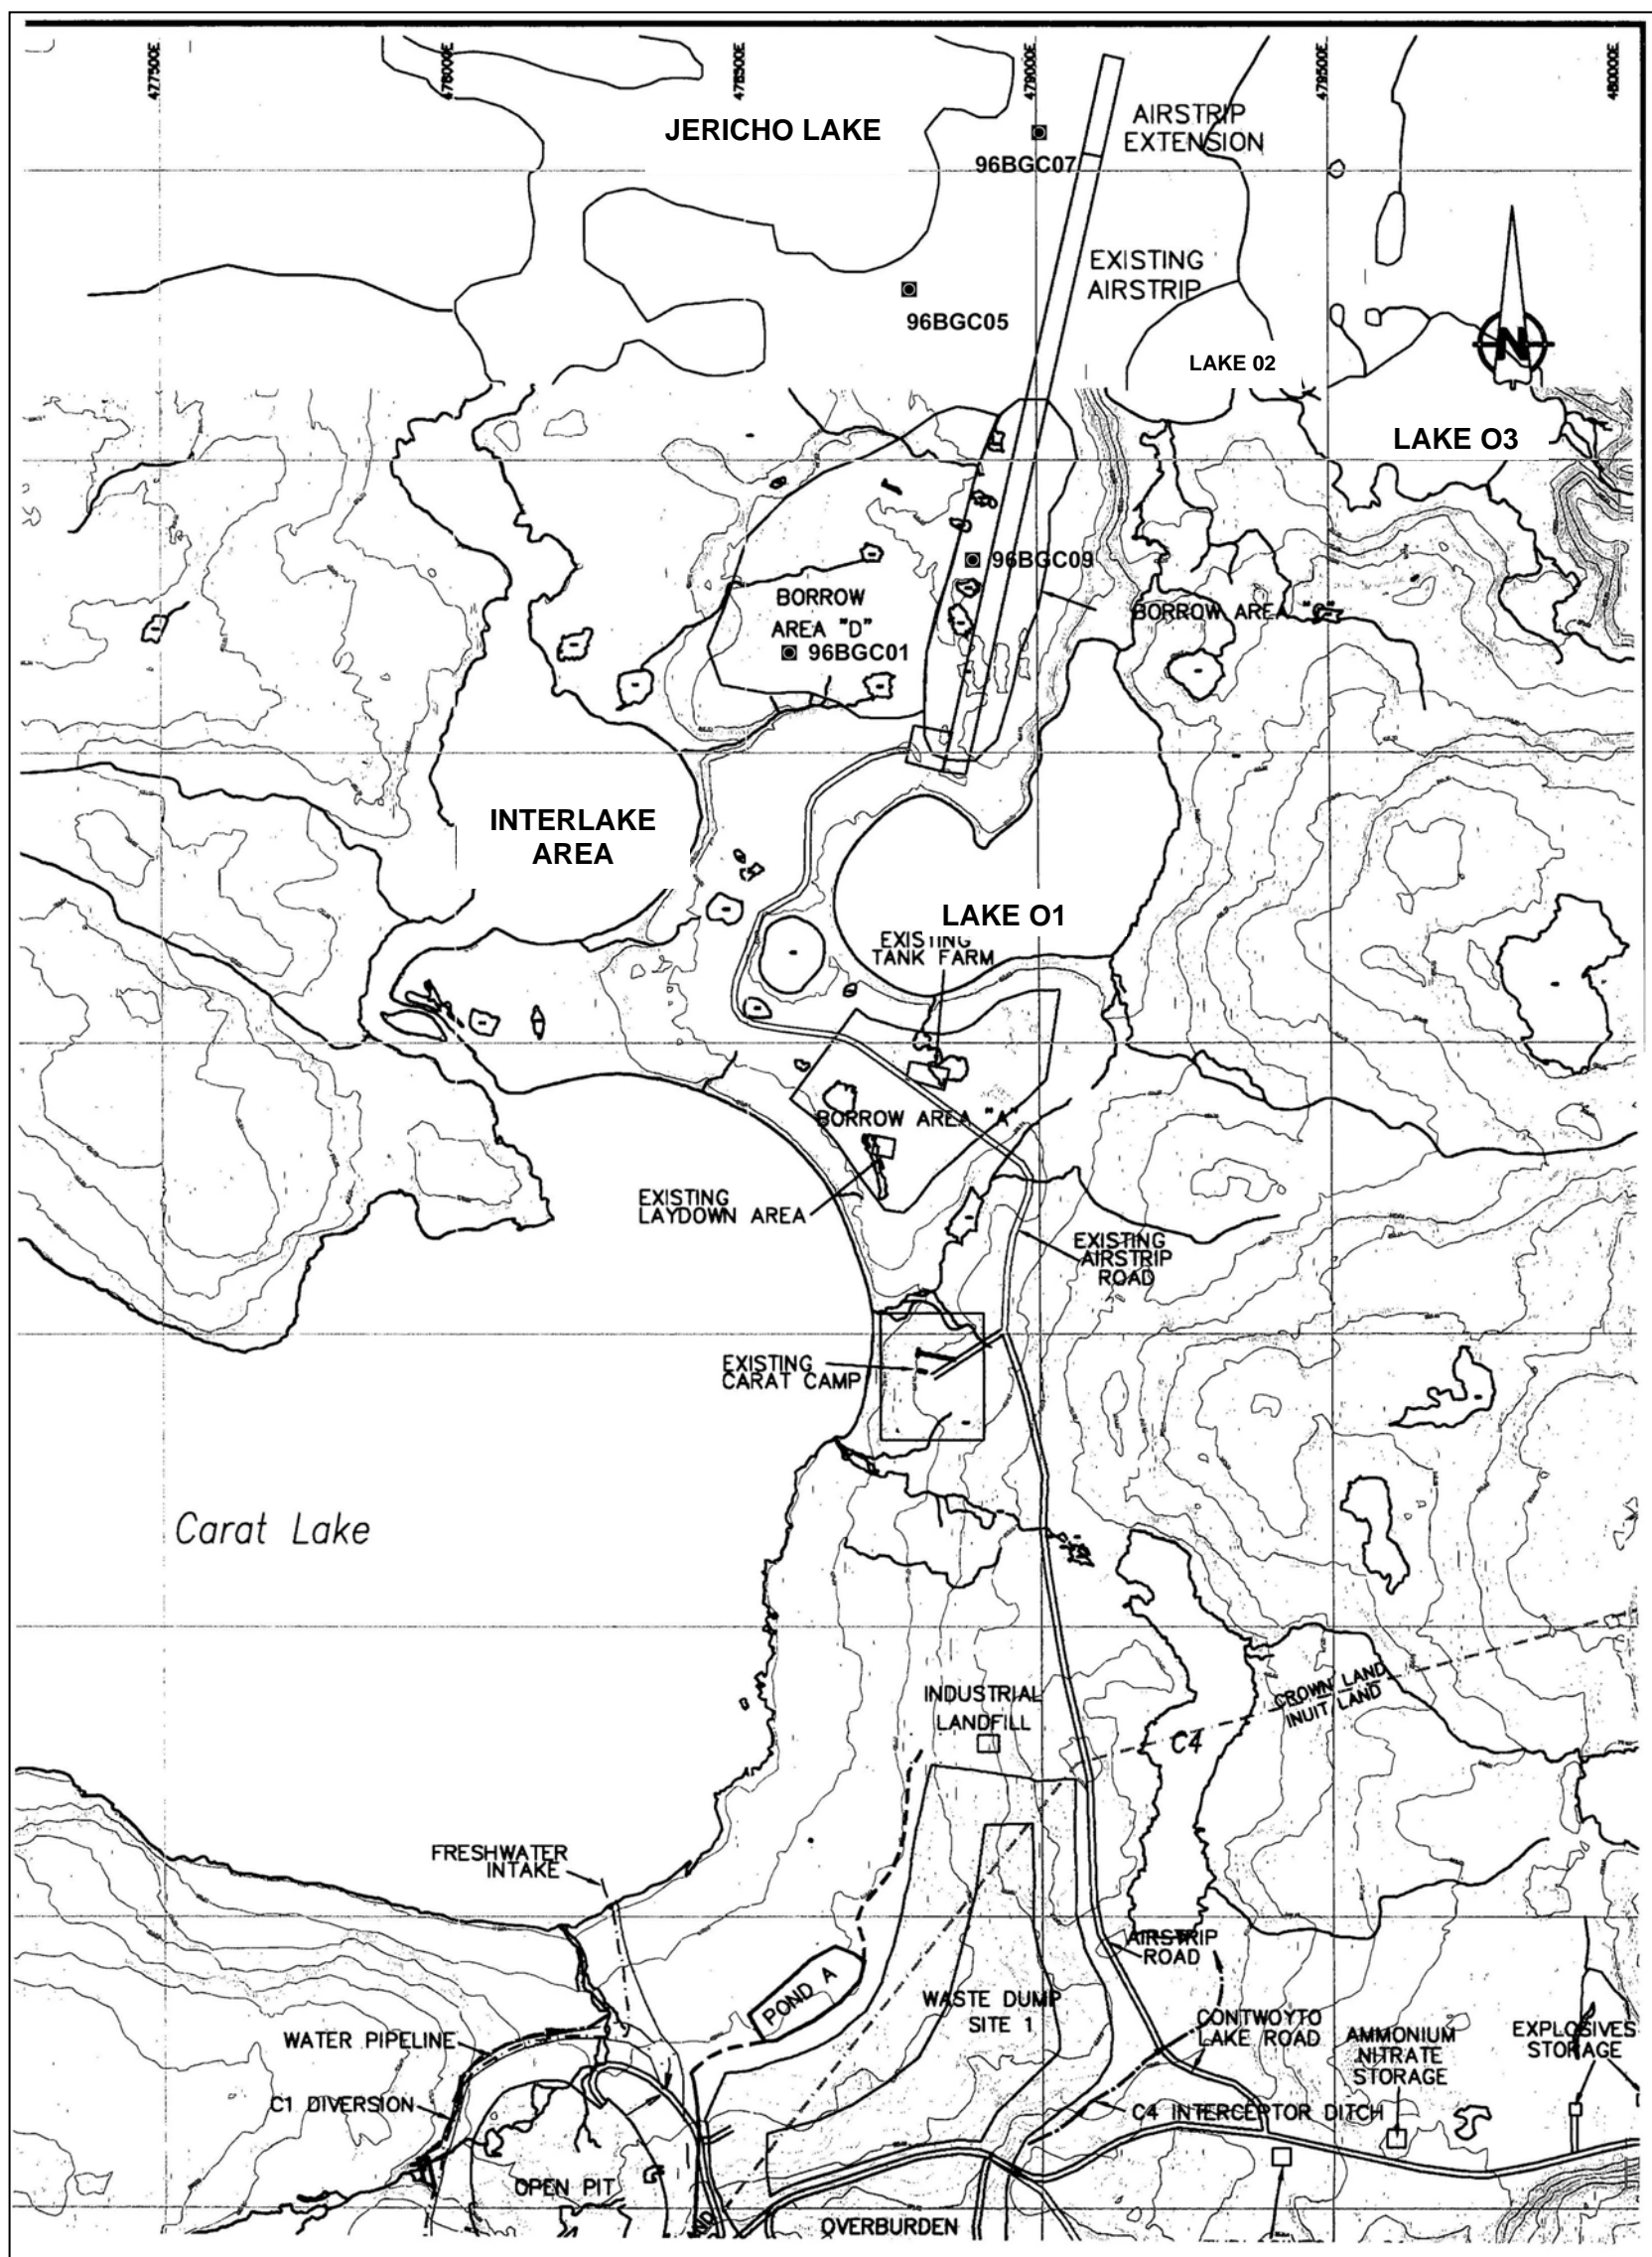 477500E
478000E
478500E
479000E
479500E
480000E
JERICHO LAKE
AIRSTRIP
EXTENSION
96BGC07
EXISTING
AIRSTRIP
96BGC05
LAKE 02
N
LAKE O3
96BGC09
BORROW
AREA "D"
96BGC01
BORROW AREA
INTERLAKE
AREA
LAKE O1
EXISTING
TANK FARM
BORROW AREA "A"
EXISTING
LAYDOWN AREA
EXISTING
AIRSTRIP
ROAD
EXISTING
CARAT CAMP
Carat Lake
INDUSTRIAL
LANDFILL
CROWN LAND
INUIT LAND
C4
FRESHWATER
INTAKE
AIRSTRIP
ROAD
POND A
WASTE DUMP
SITE 1
CONTWOYTO
LAKE ROAD
AMMONIUM
NITRATE
STORAGE
EXPLOSIVES
STORAGE
WATER PIPELINE
C1 DIVERSION
C4 INTERCEPTOR DITCH
OPEN PIT
OVERBURDEN